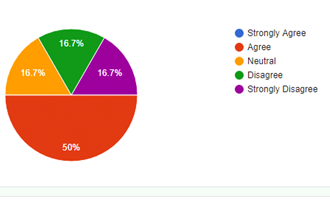 16.7%
16.7%
16.7%
50%
Strongly Agree
Agree
Neutral
Disagree
Strongly Disagree